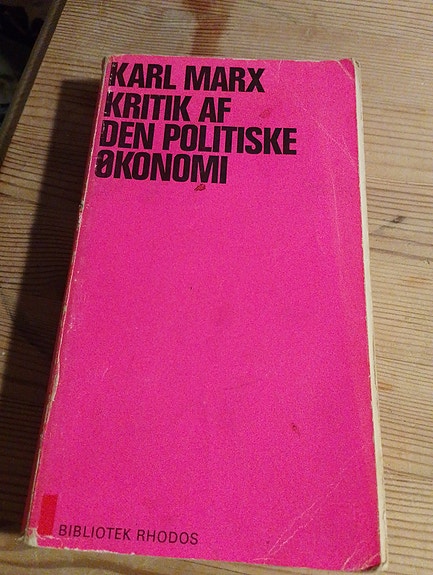 KARL MARX
KRITIK AF
DEN POLITISKE
ØKONOMI
BIBLIOTEK RHODOS